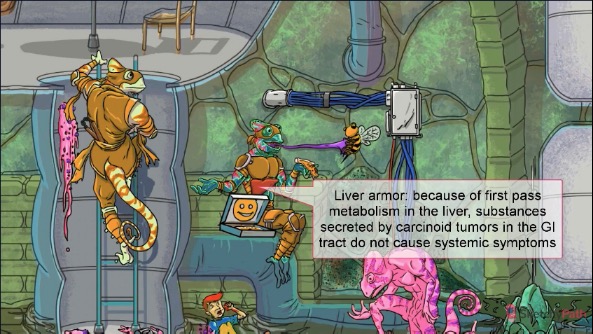 Liver armor: because of first pass
metabolism in the liver, substances
secreted by carcinoid tumors in the GI
tract do not cause systemic symptoms